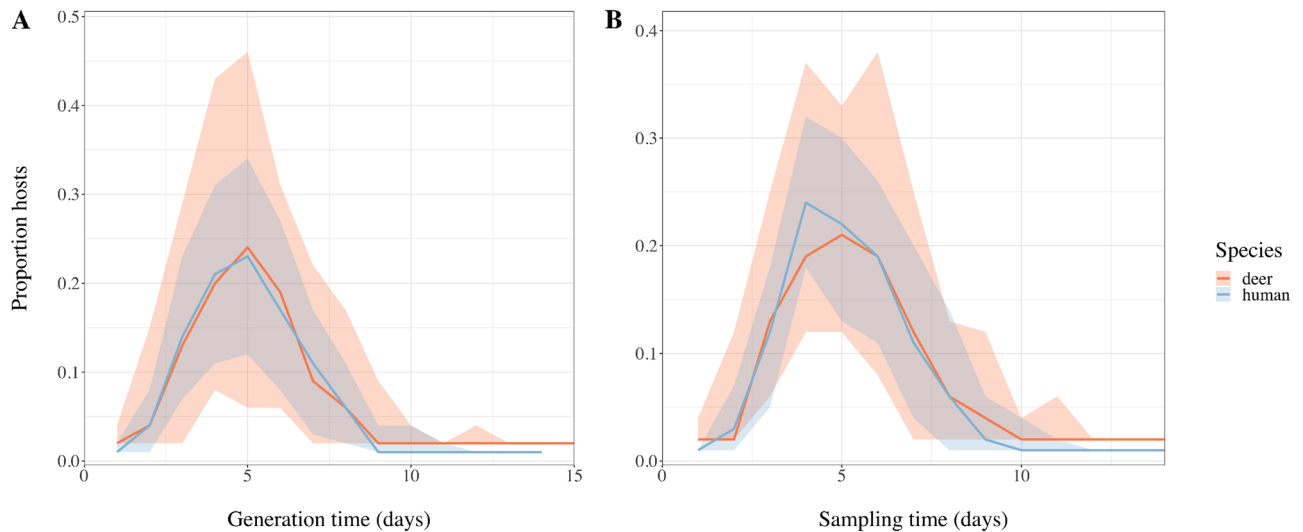 A
B
Proportion hosts
0.5
0.4
0.3
0.2
0.1
0.0
0
5
10
15
Generation time (days)
0.4
0.3
0.2
0.1
0.0
0
5
10
Sampling time (days)
Species
deer
human